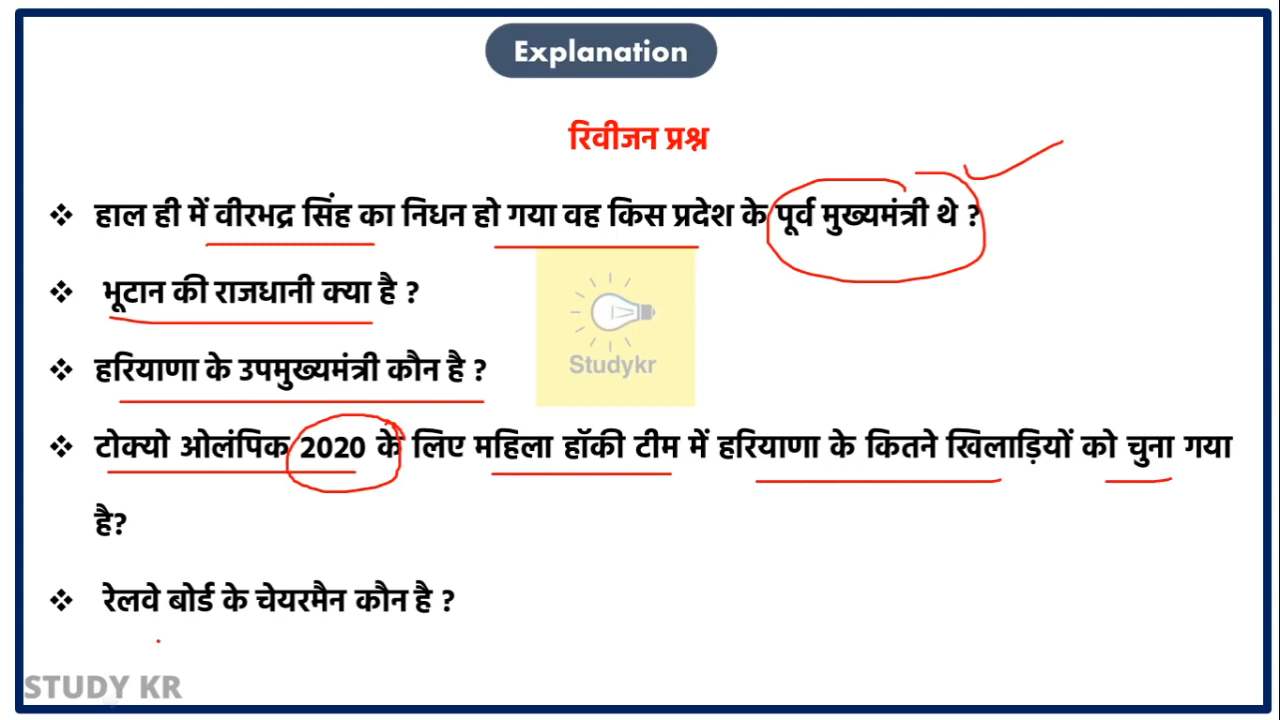 Explanation
रिवीजन प्रश्न
❖ हाल ही में वीरभद्र सिंह का निधन हो गया वह किस प्रदेश के पूर्व मुख्यमंत्री थे ?
❖ भूटान की राजधानी क्या है ?
❖ हरियाणा के उपमुख्यमंत्री कौन है ?
Studykr
❖ टोक्यो ओलंपिक 2020 के लिए महिला हॉकी टीम में हरियाणा के कितने खिलाड़ियों को चुना गया
है?
❖ रेलवे बोर्ड के चेयरमैन कौन है ?
STUDY KR